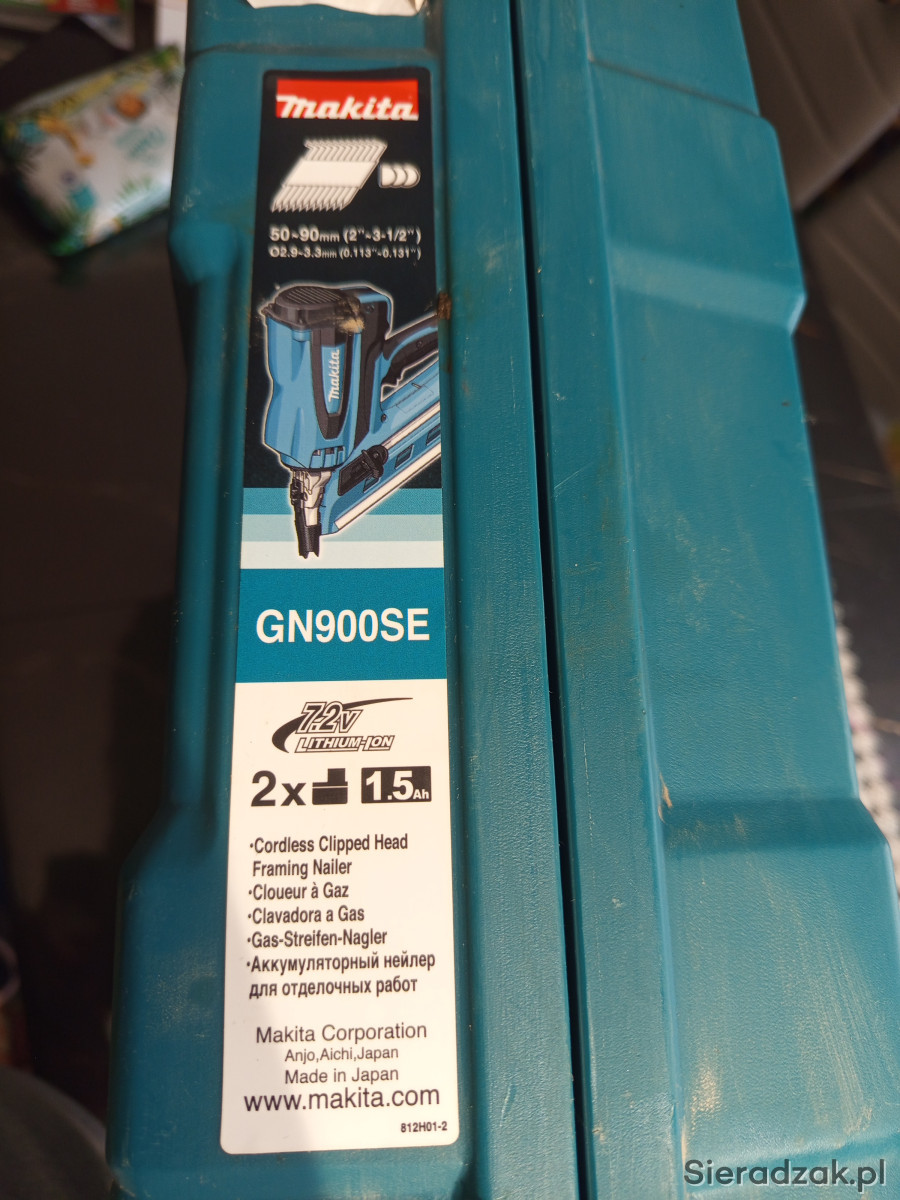 makita
50~90mm (2"~3-1/2")
Ø2.9~3.3mm (0.113"~0.131")
makita
GN900SE
7.2V
LITHIUM-ION
2x 1.5Ah
•Cordless Clipped Head
Framing Nailer
•Cloueur à Gaz
•Clavadora a Gas
•Gas-Streifen-Nagler
•Аккумуляторный нейлер
для отделочных работ
Makita Corporation
Anjo,Aichi,Japan
Made in Japan
www.makita.com
812H01-2
Sieradzak.pl